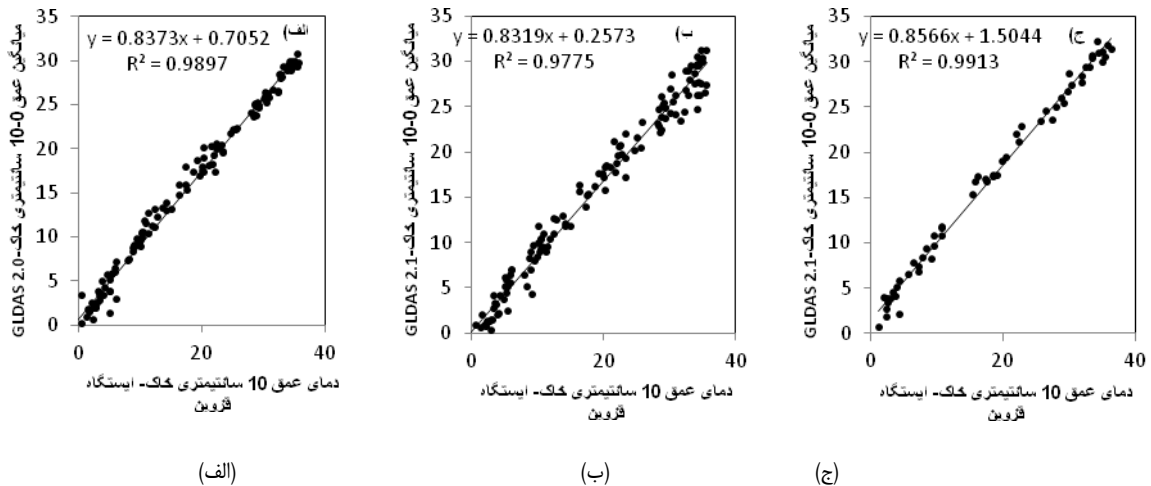 الف)
y = 0.8373x + 0.7052
R² = 0.9897
35
30
25
20
15
10
5
0
0 20 40
میانگین عمق 0-10 سانتیمتری خاک-GLDAS 2.0
دمای عمق 10 سانتیمتری خاک- ایستگاه
قزوین
ب)
y = 0.8319x + 0.2573
R² = 0.9775
35
30
25
20
15
10
5
0
0 20 40
میانگین عمق 0-10 سانتیمتری خاک-GLDAS 2.1
دمای عمق 10 سانتیمتری خاک- ایستگاه
قزوین
ج)
y = 0.8566x + 1.5044
R² = 0.9913
35
30
25
20
15
10
5
0
0 20 40
میانگین عمق 0-10 سانتیمتری خاک-GLDAS 2.1
دمای عمق 10 سانتیمتری خاک- ایستگاه
قزوین
(الف) (ب) (ج)